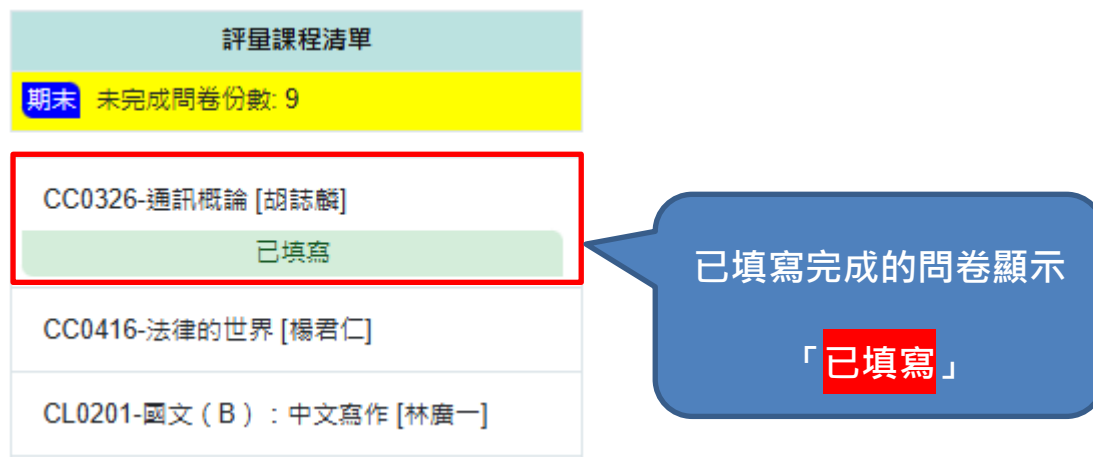 評量課程清單
期末 未完成問卷份數: 9
CC0326-通訊概論 [胡誌麟]
已填寫
CC0416-法律的世界 [楊君仁]
CL0201-國文（B）：中文寫作 [林廣一]
已填寫完成的問卷顯示
「已填寫」